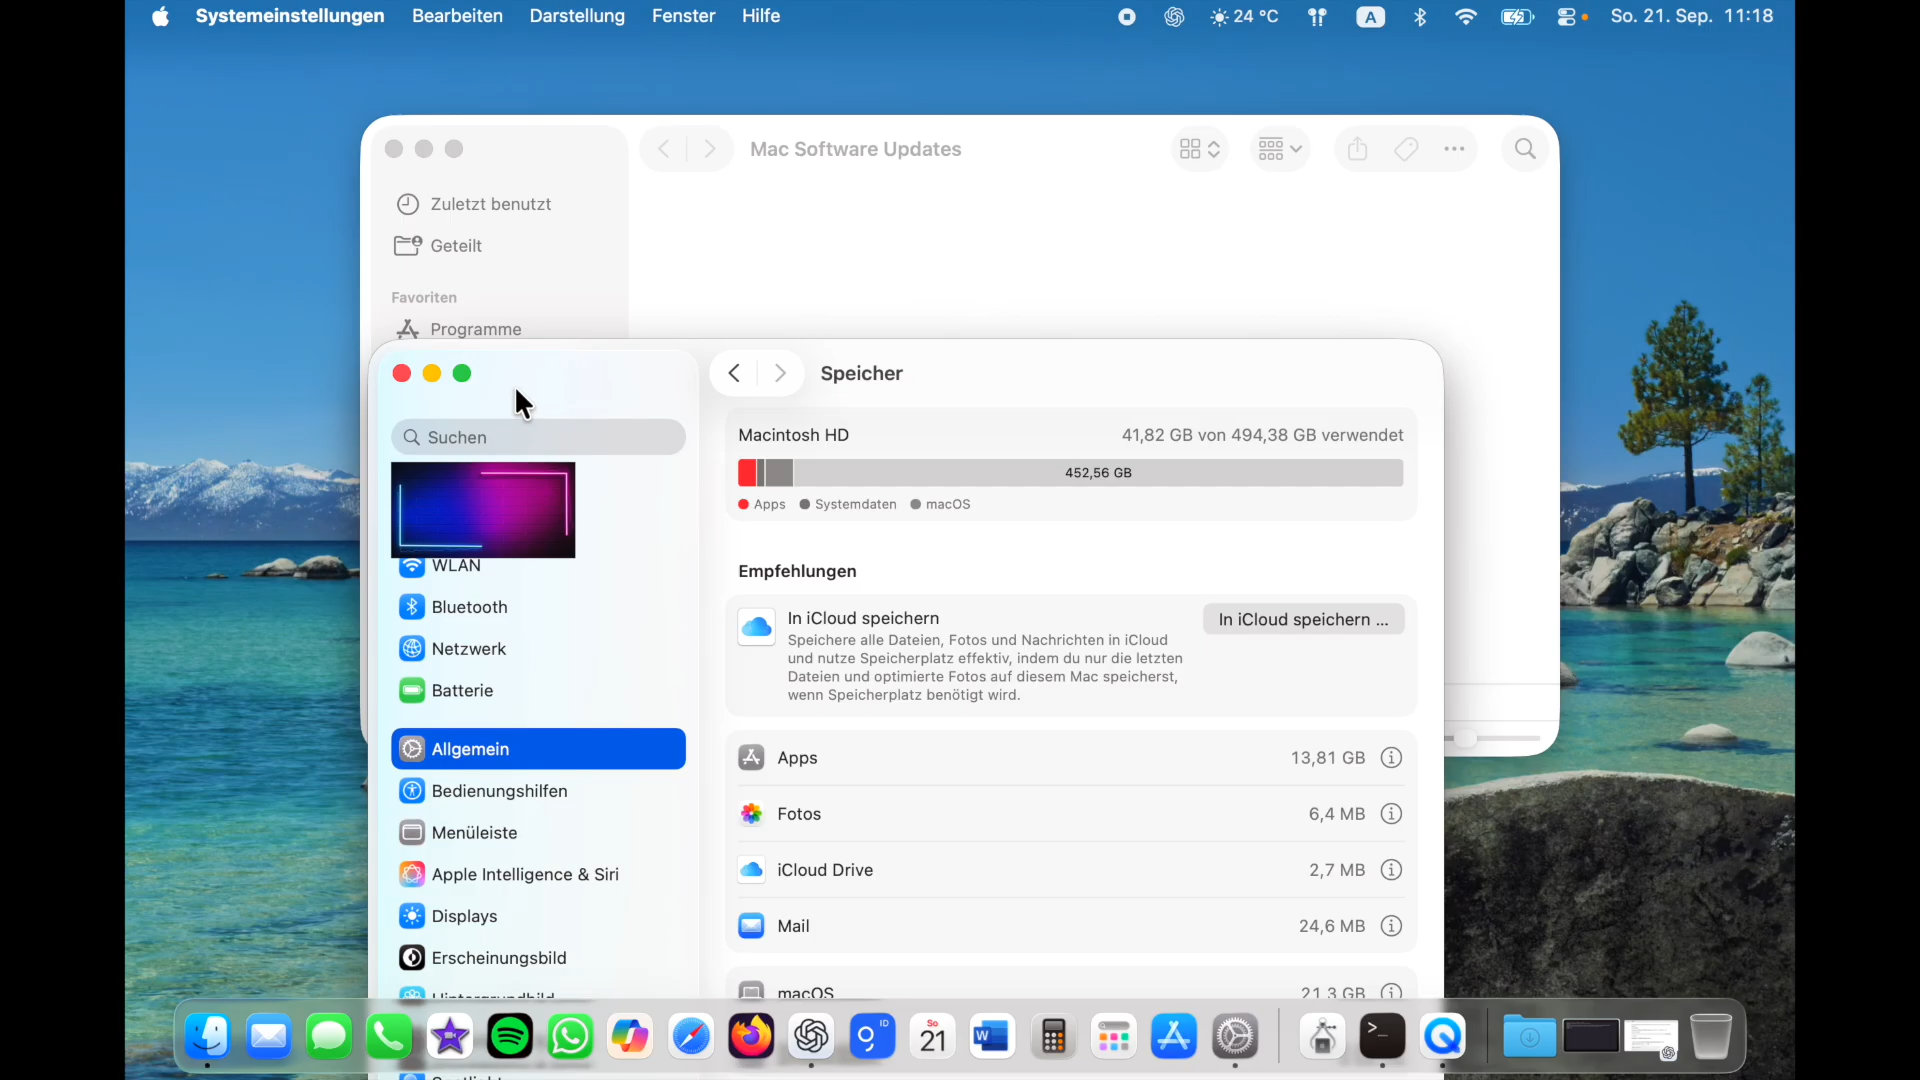 Systemeinstellungen Bearbeiten Darstellung Fenster Hilfe
24 °C A So. 21. Sep. 11:18
Mac Software Updates
Zuletzt benutzt
Geteilt
Favoriten
Programme
Suchen
WLAN
Bluetooth
Netzwerk
Batterie
Allgemein
Bedienungshilfen
Menüleiste
Apple Intelligence & Siri
Displays
Erscheinungsbild
Hintergrundbild
Speicher
Macintosh HD 41,82 GB von 494,38 GB verwendet
452,56 GB
Apps Systemdaten macOS
Empfehlungen
In iCloud speichern
In iCloud speichern ...
Speichere alle Dateien, Fotos und Nachrichten in iCloud
und nutze Speicherplatz effektiv, indem du nur die letzten
Dateien und optimierte Fotos auf diesem Mac speicherst,
wenn Speicherplatz benötigt wird.
Apps 13,81 GB
Fotos 6,4 MB
iCloud Drive 2,7 MB
Mail 24,6 MB
macOS 21,3 GB
ID
So
21
W
>_